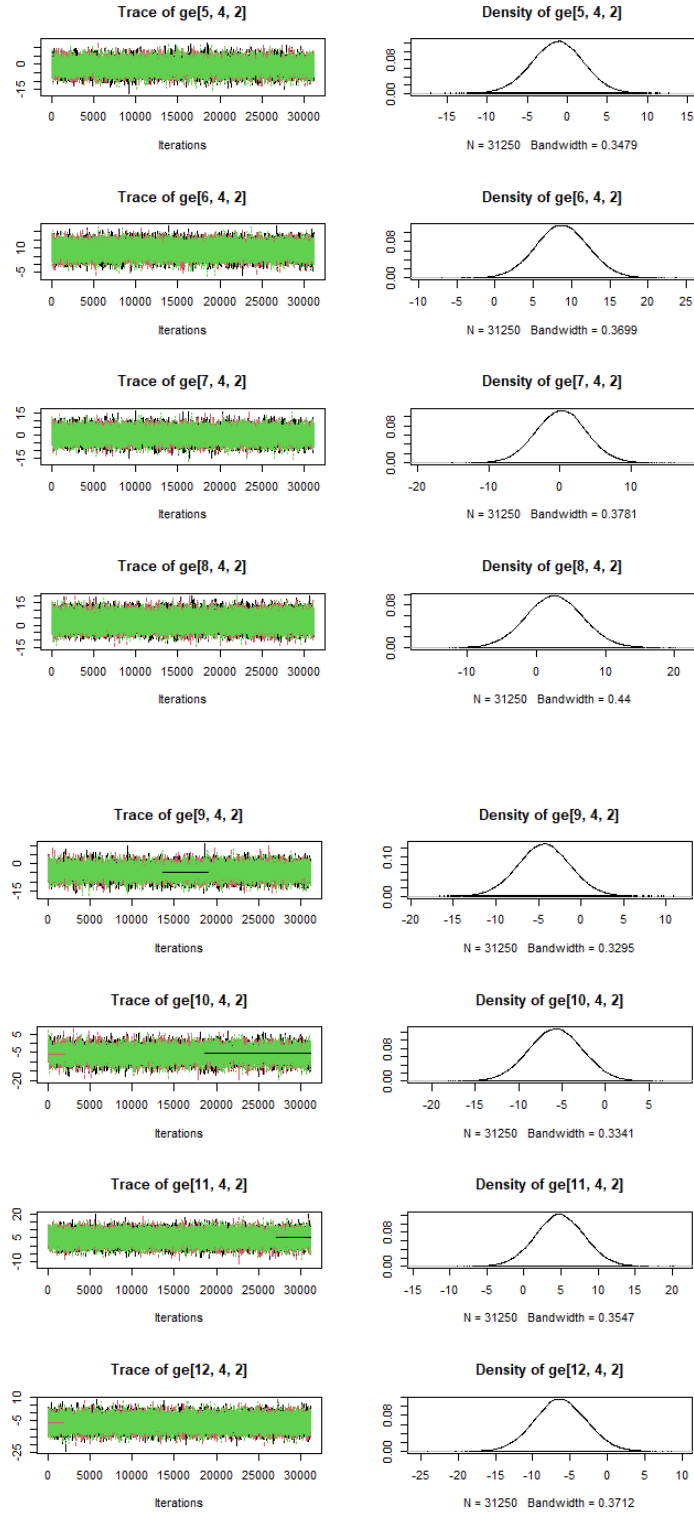 Trace of ge[5, 4, 2] Density of ge[5, 4, 2]
0 -15
0.08 0.00
0 5000 10000 15000 20000 25000 30000 -15 -10 -5 0 5 10 15
Iterations N = 31250 Bandwidth = 0.3479
Trace of ge[6, 4, 2] Density of ge[6, 4, 2]
10 -5
0.08 0.00
0 5000 10000 15000 20000 25000 30000 -10 -5 0 5 10 15 20 25
Iterations N = 31250 Bandwidth = 0.3699
Trace of ge[7, 4, 2] Density of ge[7, 4, 2]
15 0 -15
0.08 0.00
0 5000 10000 15000 20000 25000 30000 -20 -10 0 10
Iterations N = 31250 Bandwidth = 0.3781
Trace of ge[8, 4, 2] Density of ge[8, 4, 2]
15 0 -15
0.08 0.00
0 5000 10000 15000 20000 25000 30000 -10 0 10 20
Iterations N = 31250 Bandwidth = 0.44
Trace of ge[9, 4, 2] Density of ge[9, 4, 2]
0 -15
0.10 0.00
0 5000 10000 15000 20000 25000 30000 -20 -15 -10 -5 0 5 10
Iterations N = 31250 Bandwidth = 0.3295
Trace of ge[10, 4, 2] Density of ge[10, 4, 2]
5 -5 -20
0.08 0.00
0 5000 10000 15000 20000 25000 30000 -20 -15 -10 -5 0 5
Iterations N = 31250 Bandwidth = 0.3341
Trace of ge[11, 4, 2] Density of ge[11, 4, 2]
20 5 -10
0.08 0.00
0 5000 10000 15000 20000 25000 30000 -15 -10 -5 0 5 10 15 20
Iterations N = 31250 Bandwidth = 0.3547
Trace of ge[12, 4, 2] Density of ge[12, 4, 2]
10 -5 -25
0.08 0.00
0 5000 10000 15000 20000 25000 30000 -25 -20 -15 -10 -5 0 5 10
Iterations N = 31250 Bandwidth = 0.3712